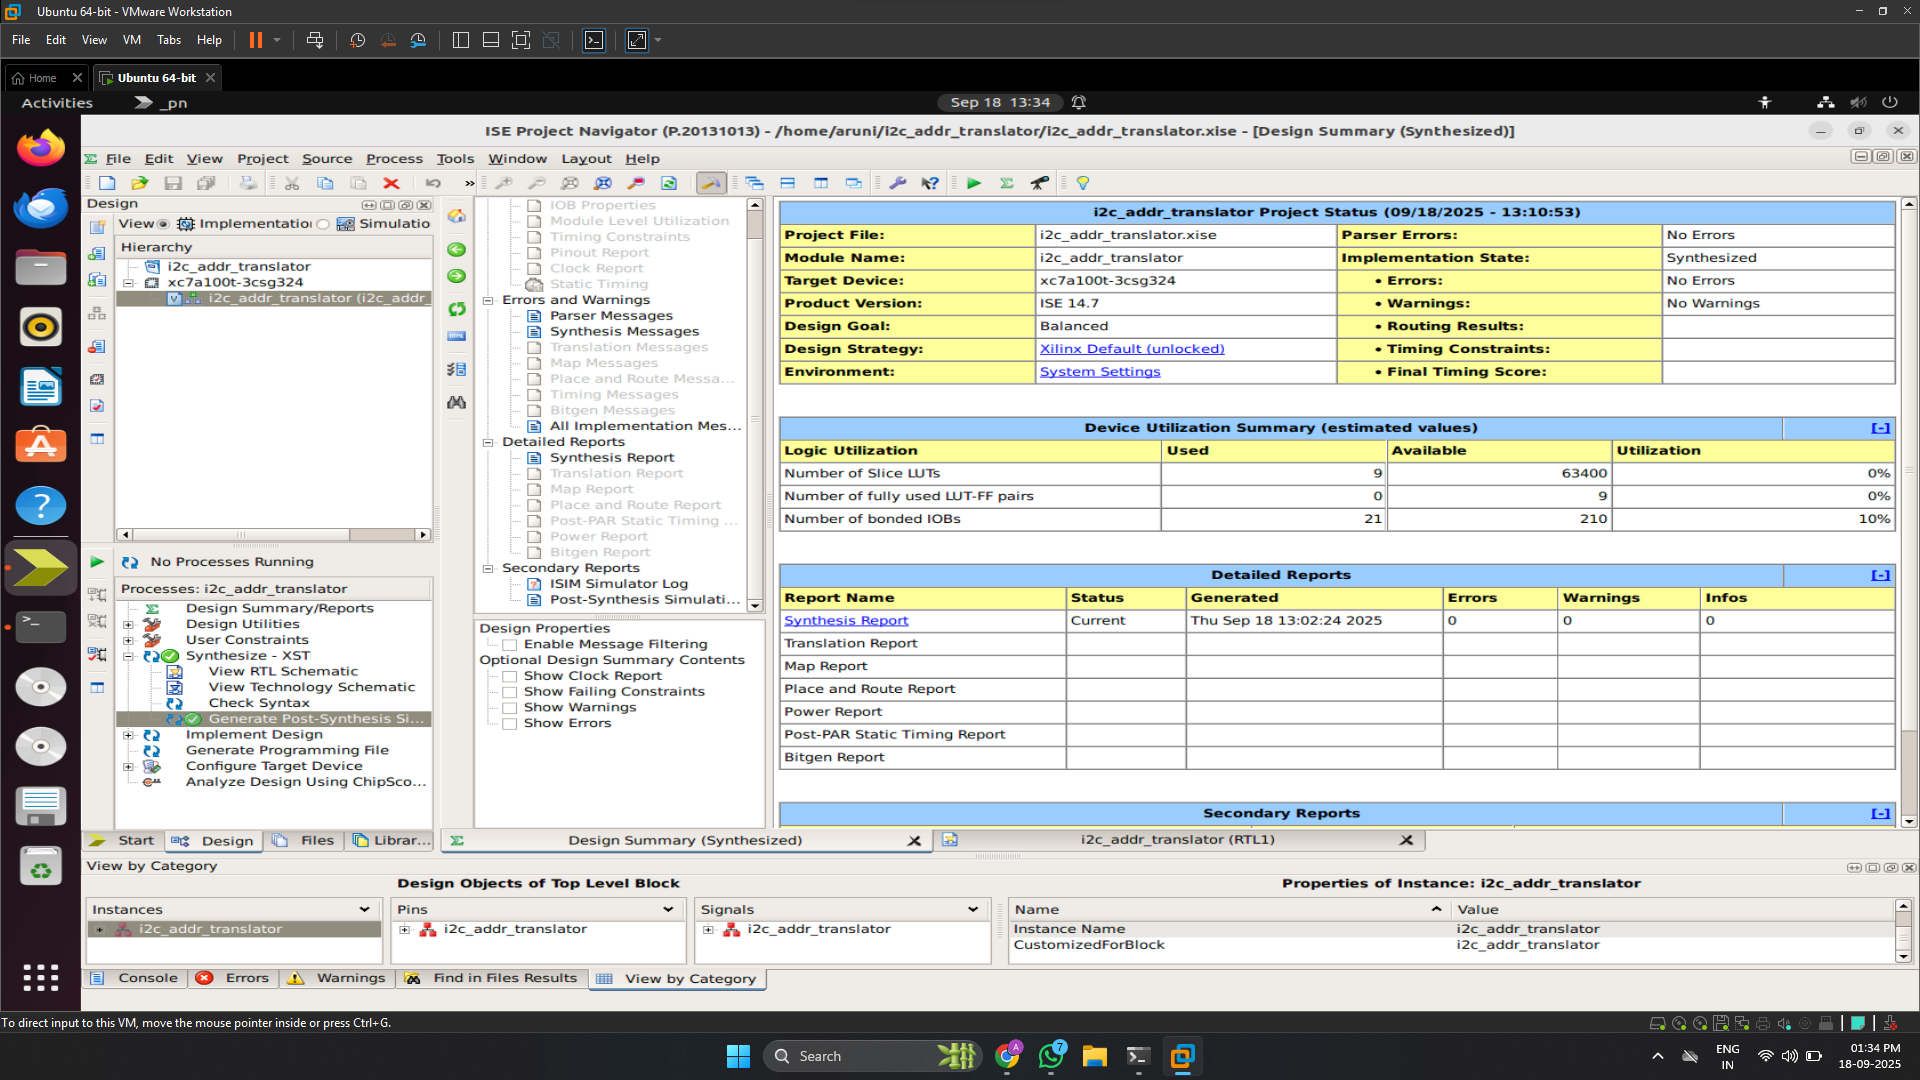 Ubuntu 64-bit - VMware Workstation
File Edit View VM Tabs Help
Home
Ubuntu 64-bit
Activities
_pn
Sep 18 13:34
ISE Project Navigator (P.20131013) - /home/aruni/i2c_addr_translator/i2c_addr_translator.xise - [Design Summary (Synthesized)]
File Edit View Project Source Process Tools Window Layout Help
Design
View Implementatio Simulatio
Hierarchy
i2c_addr_translator
xc7a100t-3csg324
i2c_addr_translator (i2c_addr_
No Processes Running
Processes: i2c_addr_translator
Design Summary/Reports
Design Utilities
User Constraints
Synthesize - XST
View RTL Schematic
View Technology Schematic
Check Syntax
Generate Post-Synthesis Si...
Implement Design
Generate Programming File
Configure Target Device
Analyze Design Using ChipSco...
Start Design Files Librar...
IOB Properties
Module Level Utilization
Timing Constraints
Pinout Report
Clock Report
Static Timing
Errors and Warnings
Parser Messages
Synthesis Messages
Translation Messages
Map Messages
Place and Route Messa...
Timing Messages
Bitgen Messages
All Implementation Mes...
Detailed Reports
Synthesis Report
Translation Report
Map Report
Place and Route Report
Post-PAR Static Timing ...
Power Report
Bitgen Report
Secondary Reports
ISIM Simulator Log
Post-Synthesis Simulati...
Design Properties
Enable Message Filtering
Optional Design Summary Contents
Show Clock Report
Show Failing Constraints
Show Warnings
Show Errors
i2c_addr_translator Project Status (09/18/2025 - 13:10:53)
Project File: i2c_addr_translator.xise Parser Errors: No Errors
Module Name: i2c_addr_translator Implementation State: Synthesized
Target Device: xc7a100t-3csg324 • Errors: No Errors
Product Version: ISE 14.7 • Warnings: No Warnings
Design Goal: Balanced • Routing Results:
Design Strategy: Xilinx Default (unlocked) • Timing Constraints:
Environment: System Settings • Final Timing Score:
Device Utilization Summary (estimated values) [-]
Logic Utilization Used Available Utilization
Number of Slice LUTs 9 63400 0%
Number of fully used LUT-FF pairs 0 9 0%
Number of bonded IOBs 21 210 10%
Detailed Reports [-]
Report Name Status Generated Errors Warnings Infos
Synthesis Report Current Thu Sep 18 13:02:24 2025 0 0 0
Translation Report
Map Report
Place and Route Report
Power Report
Post-PAR Static Timing Report
Bitgen Report
Secondary Reports [-]
Design Summary (Synthesized)
i2c_addr_translator (RTL1)
View by Category
Design Objects of Top Level Block
Properties of Instance: i2c_addr_translator
Instances Pins Signals Name Value
i2c_addr_translator i2c_addr_translator i2c_addr_translator Instance Name i2c_addr_translator
CustomizedForBlock i2c_addr_translator
Console Errors Warnings Find in Files Results View by Category
To direct input to this VM, move the mouse pointer inside or press Ctrl+G.
Search
A
7
ENG
IN
01:34 PM
18-09-2025